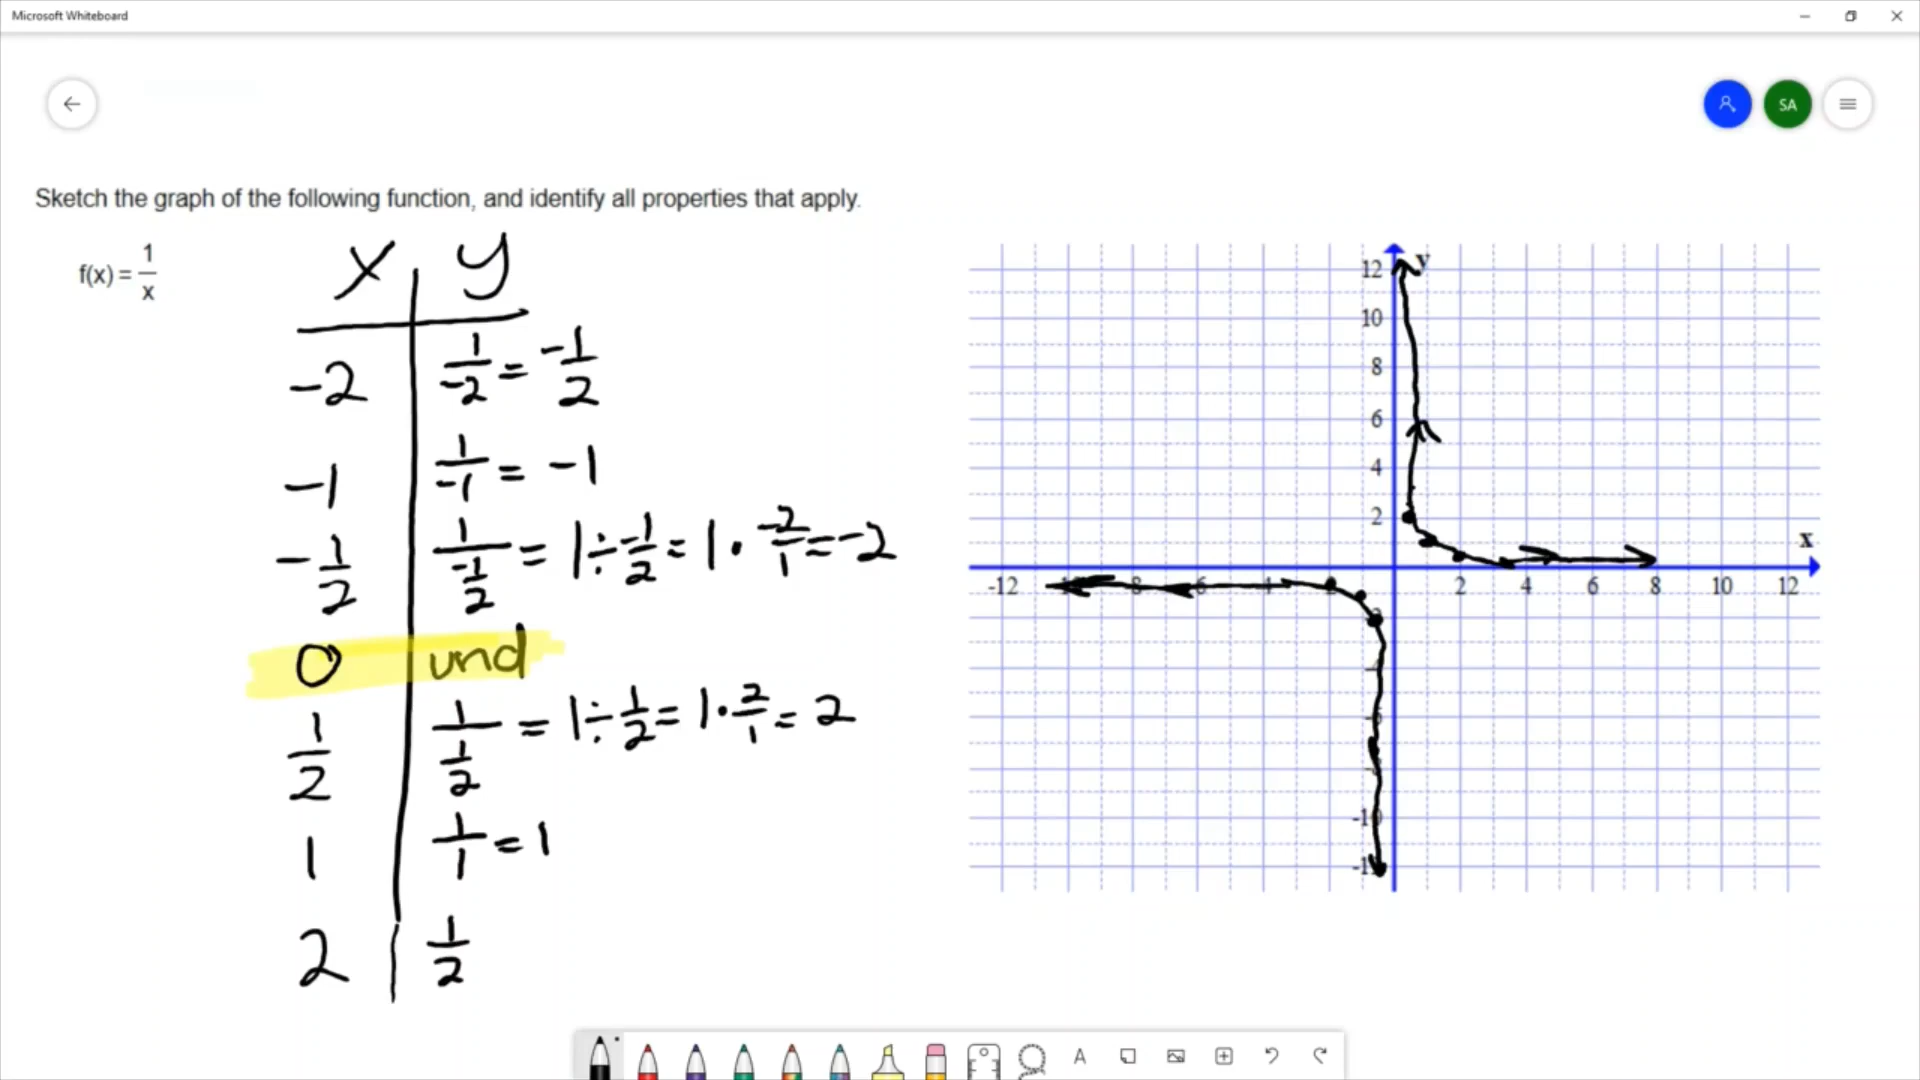 Microsoft Whiteboard
SA
Sketch the graph of the following function, and identify all properties that apply.
f(x) = 1/x
x y
-2 1/-2 = -1/2
-1 1/-1 = -1
-1/2 1/(-1/2) = 1 ÷ -1/2 = 1 · -2/1 = -2
0 und
1/2 1/(1/2) = 1 ÷ 1/2 = 1 · 2/1 = 2
1 1/1 = 1
2 1/2
y
12
10
8
6
4
2
x
-12 2 4 6 8 10 12
A